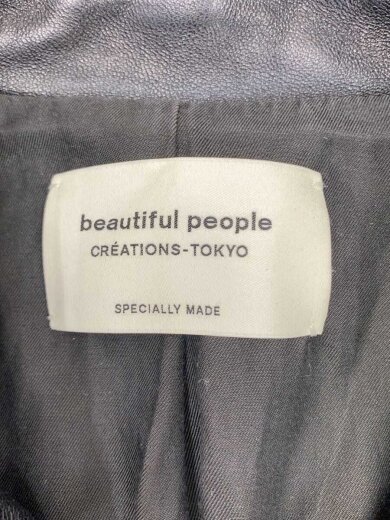 beautiful people
CRÉATIONS-TOKYO
SPECIALLY MADE